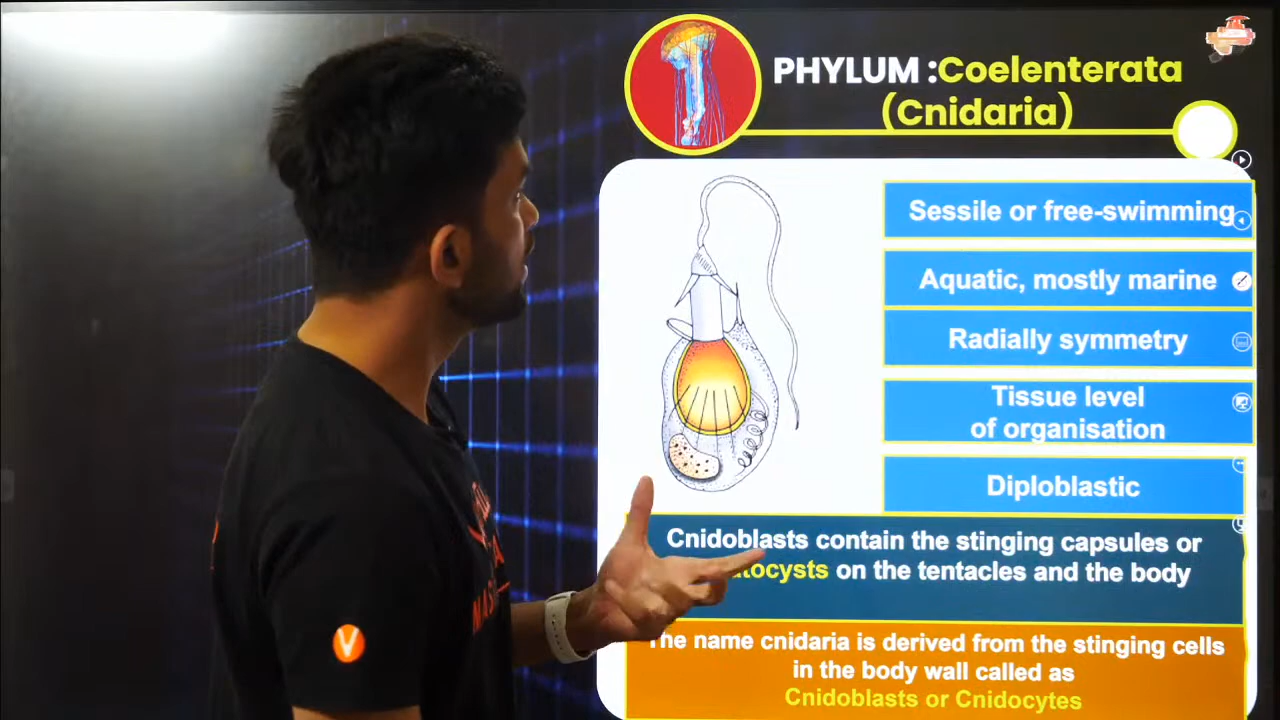 PHYLUM :Coelenterata
(Cnidaria)
Sessile or free-swimming
Aquatic, mostly marine
Radially symmetry
Tissue level
of organisation
Diploblastic
Cnidoblasts contain the stinging capsules or
on the tentacles and the body
The name cnidaria is derived from the stinging cells
in the body wall called as
Cnidoblasts or Cnidocytes
V